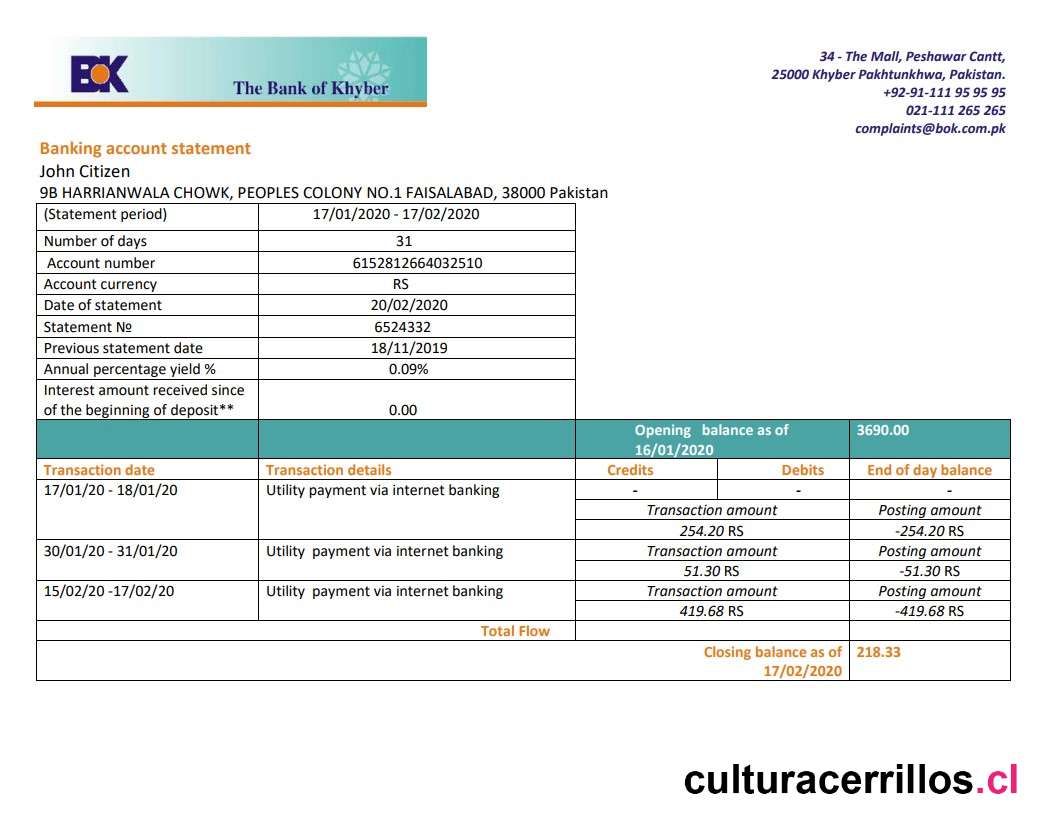 BOK
The Bank of Khyber
34 - The Mall, Peshawar Cantt,
25000 Khyber Pakhtunkhwa, Pakistan.
+92-91-111 95 95 95
021-111 265 265
complaints@bok.com.pk
Banking account statement
John Citizen
9B HARRIANWALA CHOWK, PEOPLES COLONY NO.1 FAISALABAD, 38000 Pakistan
(Statement period) 17/01/2020 - 17/02/2020
Number of days 31
Account number 6152812664032510
Account currency RS
Date of statement 20/02/2020
Statement № 6524332
Previous statement date 18/11/2019
Annual percentage yield % 0.09%
Interest amount received since
of the beginning of deposit** 0.00
Opening balance as of 3690.00
16/01/2020
Transaction date Transaction details Credits Debits End of day balance
17/01/20 - 18/01/20 Utility payment via internet banking - - -
Transaction amount Posting amount
254.20 RS -254.20 RS
30/01/20 - 31/01/20 Utility payment via internet banking Transaction amount Posting amount
51.30 RS -51.30 RS
15/02/20 -17/02/20 Utility payment via internet banking Transaction amount Posting amount
419.68 RS -419.68 RS
Total Flow
Closing balance as of 218.33
17/02/2020
culturacerrillos.cl